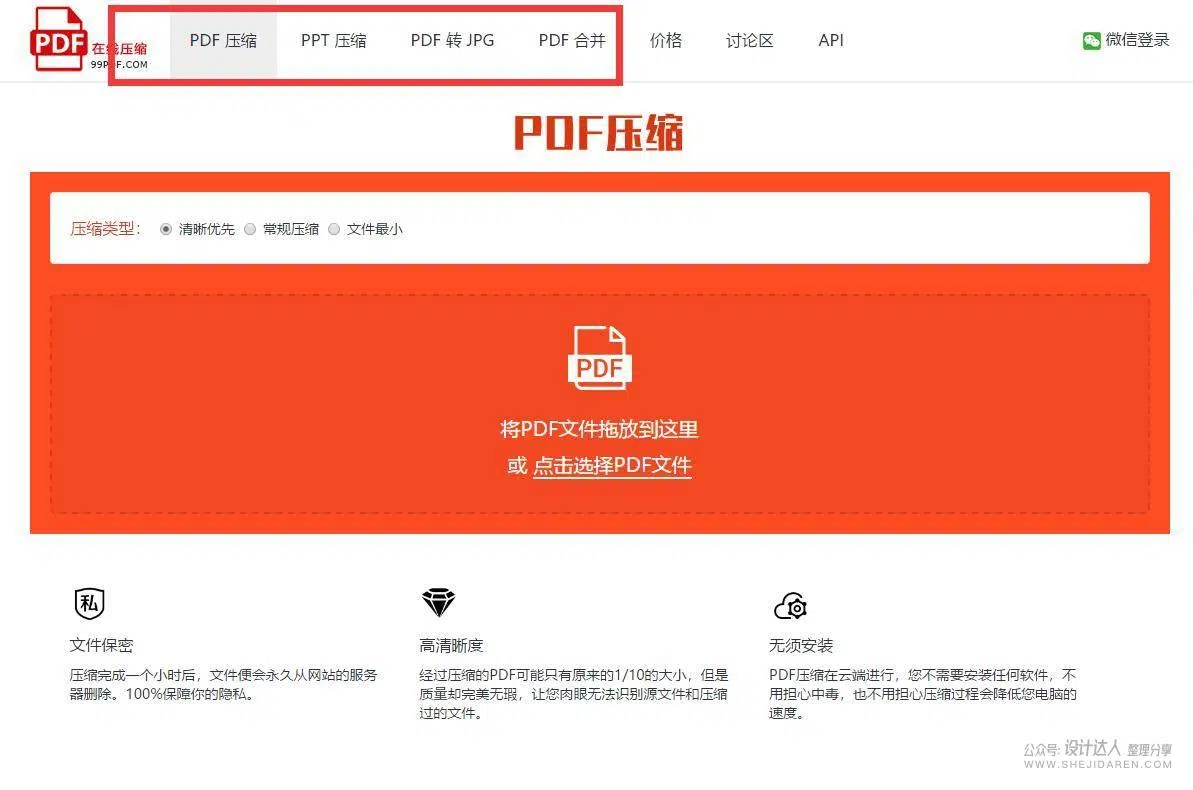 PDF 在线压缩
99PDF.COM
PDF 压缩 PPT 压缩 PDF 转 JPG PDF 合并 价格 讨论区 API 微信登录
PDF压缩
压缩类型: 清晰优先 常规压缩 文件最小
PDF
将PDF文件拖放到这里
或 点击选择PDF文件
私
文件保密
压缩完成一个小时后，文件便会永久从网站的服务
器删除。100%保障你的隐私。
高清晰度
经过压缩的PDF可能只有原来的1/10的大小，但是
质量却完美无瑕，让您肉眼无法识别源文件和压缩
过的文件。
无须安装
PDF压缩在云端进行，您不需要安装任何软件，不
用担心中毒，也不用担心压缩过程会降低您电脑的
速度。
公众号: 设计达人 整理分享
WWW.SHEJIDAREN.COM